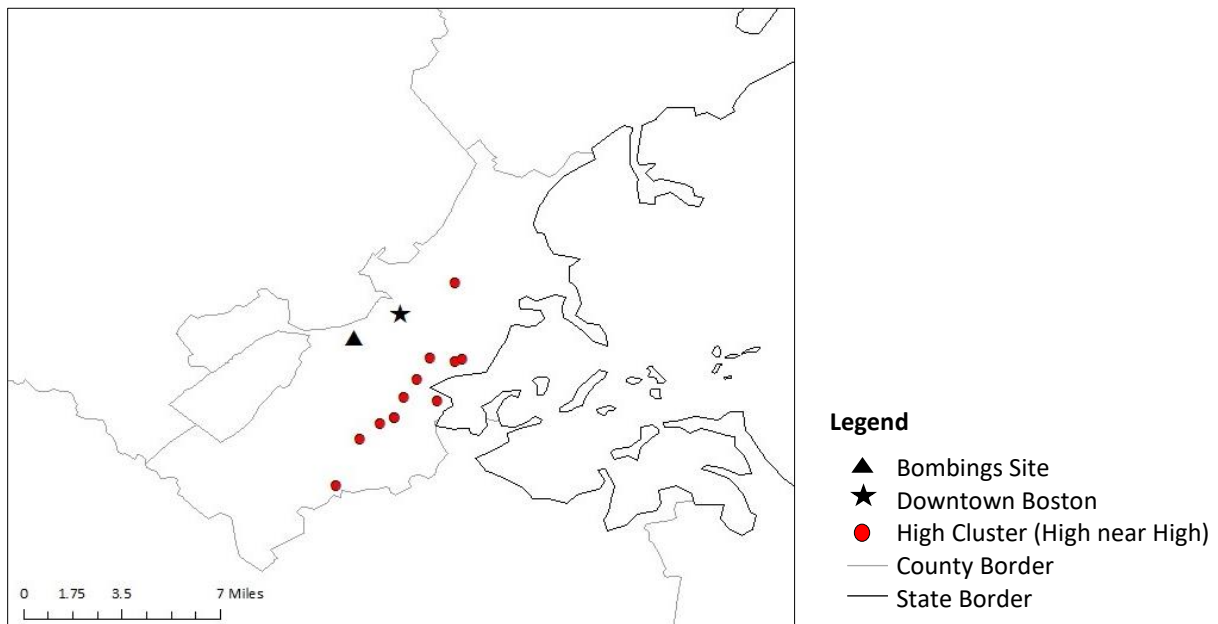 0 1.75 3.5 7 Miles
Legend
Bombings Site
Downtown Boston
High Cluster (High near High)
County Border
State Border